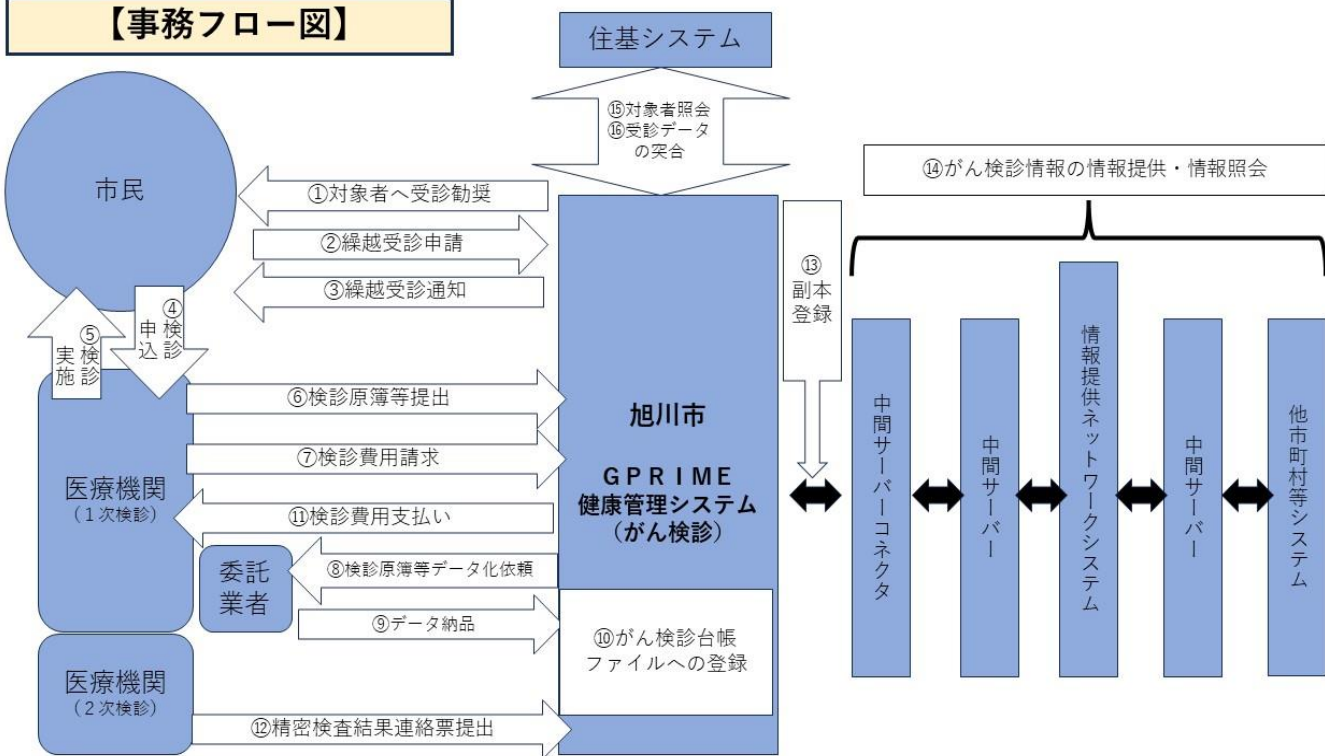 【事務フロー図】
住基システム
⑮対象者照会
⑯受診データ
の突合
⑭がん検診情報の情報提供・情報照会
市民
①対象者へ受診勧奨
②繰越受診申請
③繰越受診通知
④検診
申込
⑤検診
実施
⑬
副本
登録
医療機関
（１次検診）
⑥検診原簿等提出
⑦検診費用請求
⑪検診費用支払い
委託
業者
⑧検診原簿等データ化依頼
⑨データ納品
旭川市
ＧＰＲＩＭＥ
健康管理システム
（がん検診）
⑩がん検診台帳
ファイルへの登録
医療機関
（２次検診）
⑫精密検査結果連絡票提出
中間サーバーコネクタ
中間サーバー
情報提供ネットワークシステム
中間サーバー
他市町村等システム